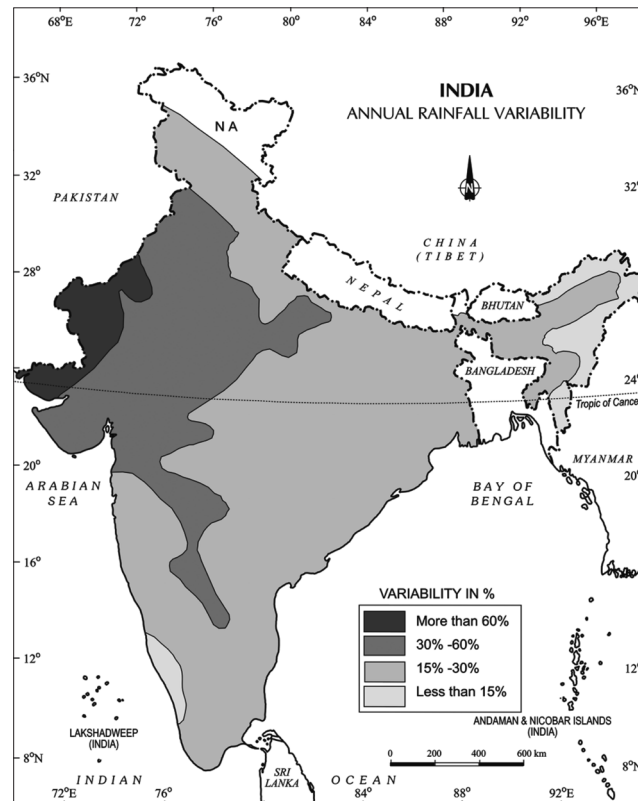 68°E
72°
76°
80°
84°
88°
92°
96°E
36°N
36°N
INDIA
ANNUAL RAINFALL VARIABILITY
NA
32°
32°
N
PAKISTAN
CHINA
(TIBET)
28°
28°
NEPAL
BHUTAN
BANGLADESH
24°
24°
Tropic of Cance
MYANMAR
20°
20°
ARABIAN
SEA
BAY OF
BENGAL
16°
VARIABILITY IN %
More than 60%
30% -60%
15% -30%
Less than 15%
12°
12°
LAKSHADWEEP
(INDIA)
ANDAMAN & NICOBAR ISLANDS
(INDIA)
0 200 400 600 km
8°N
8°N
INDIAN
SRI
LANKA
OCEAN
72°E
76°
84°
88°
92°E